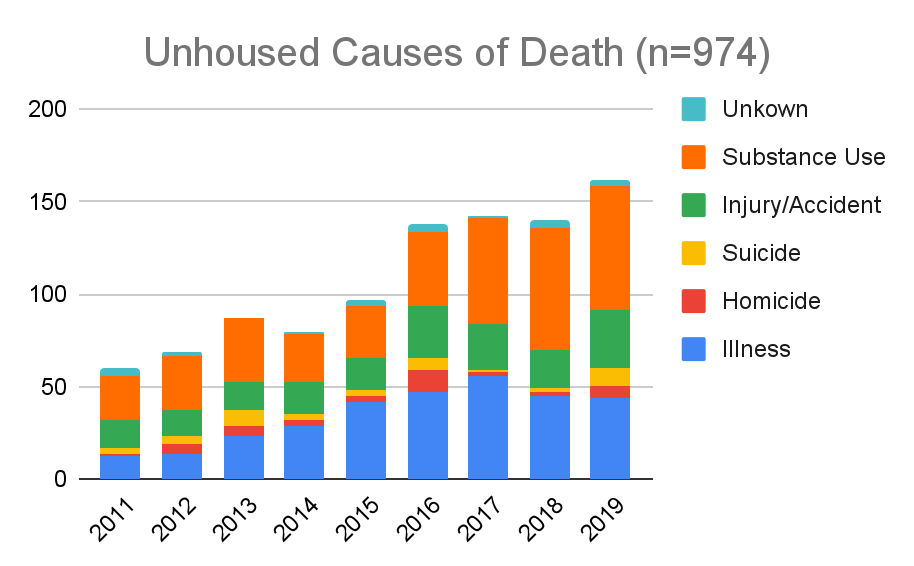 Unhoused Causes of Death (n=974)
200
150
100
50
0
2011
2012
2013
2014
2015
2016
2017
2018
2019
Unkown
Substance Use
Injury/Accident
Suicide
Homicide
Illness